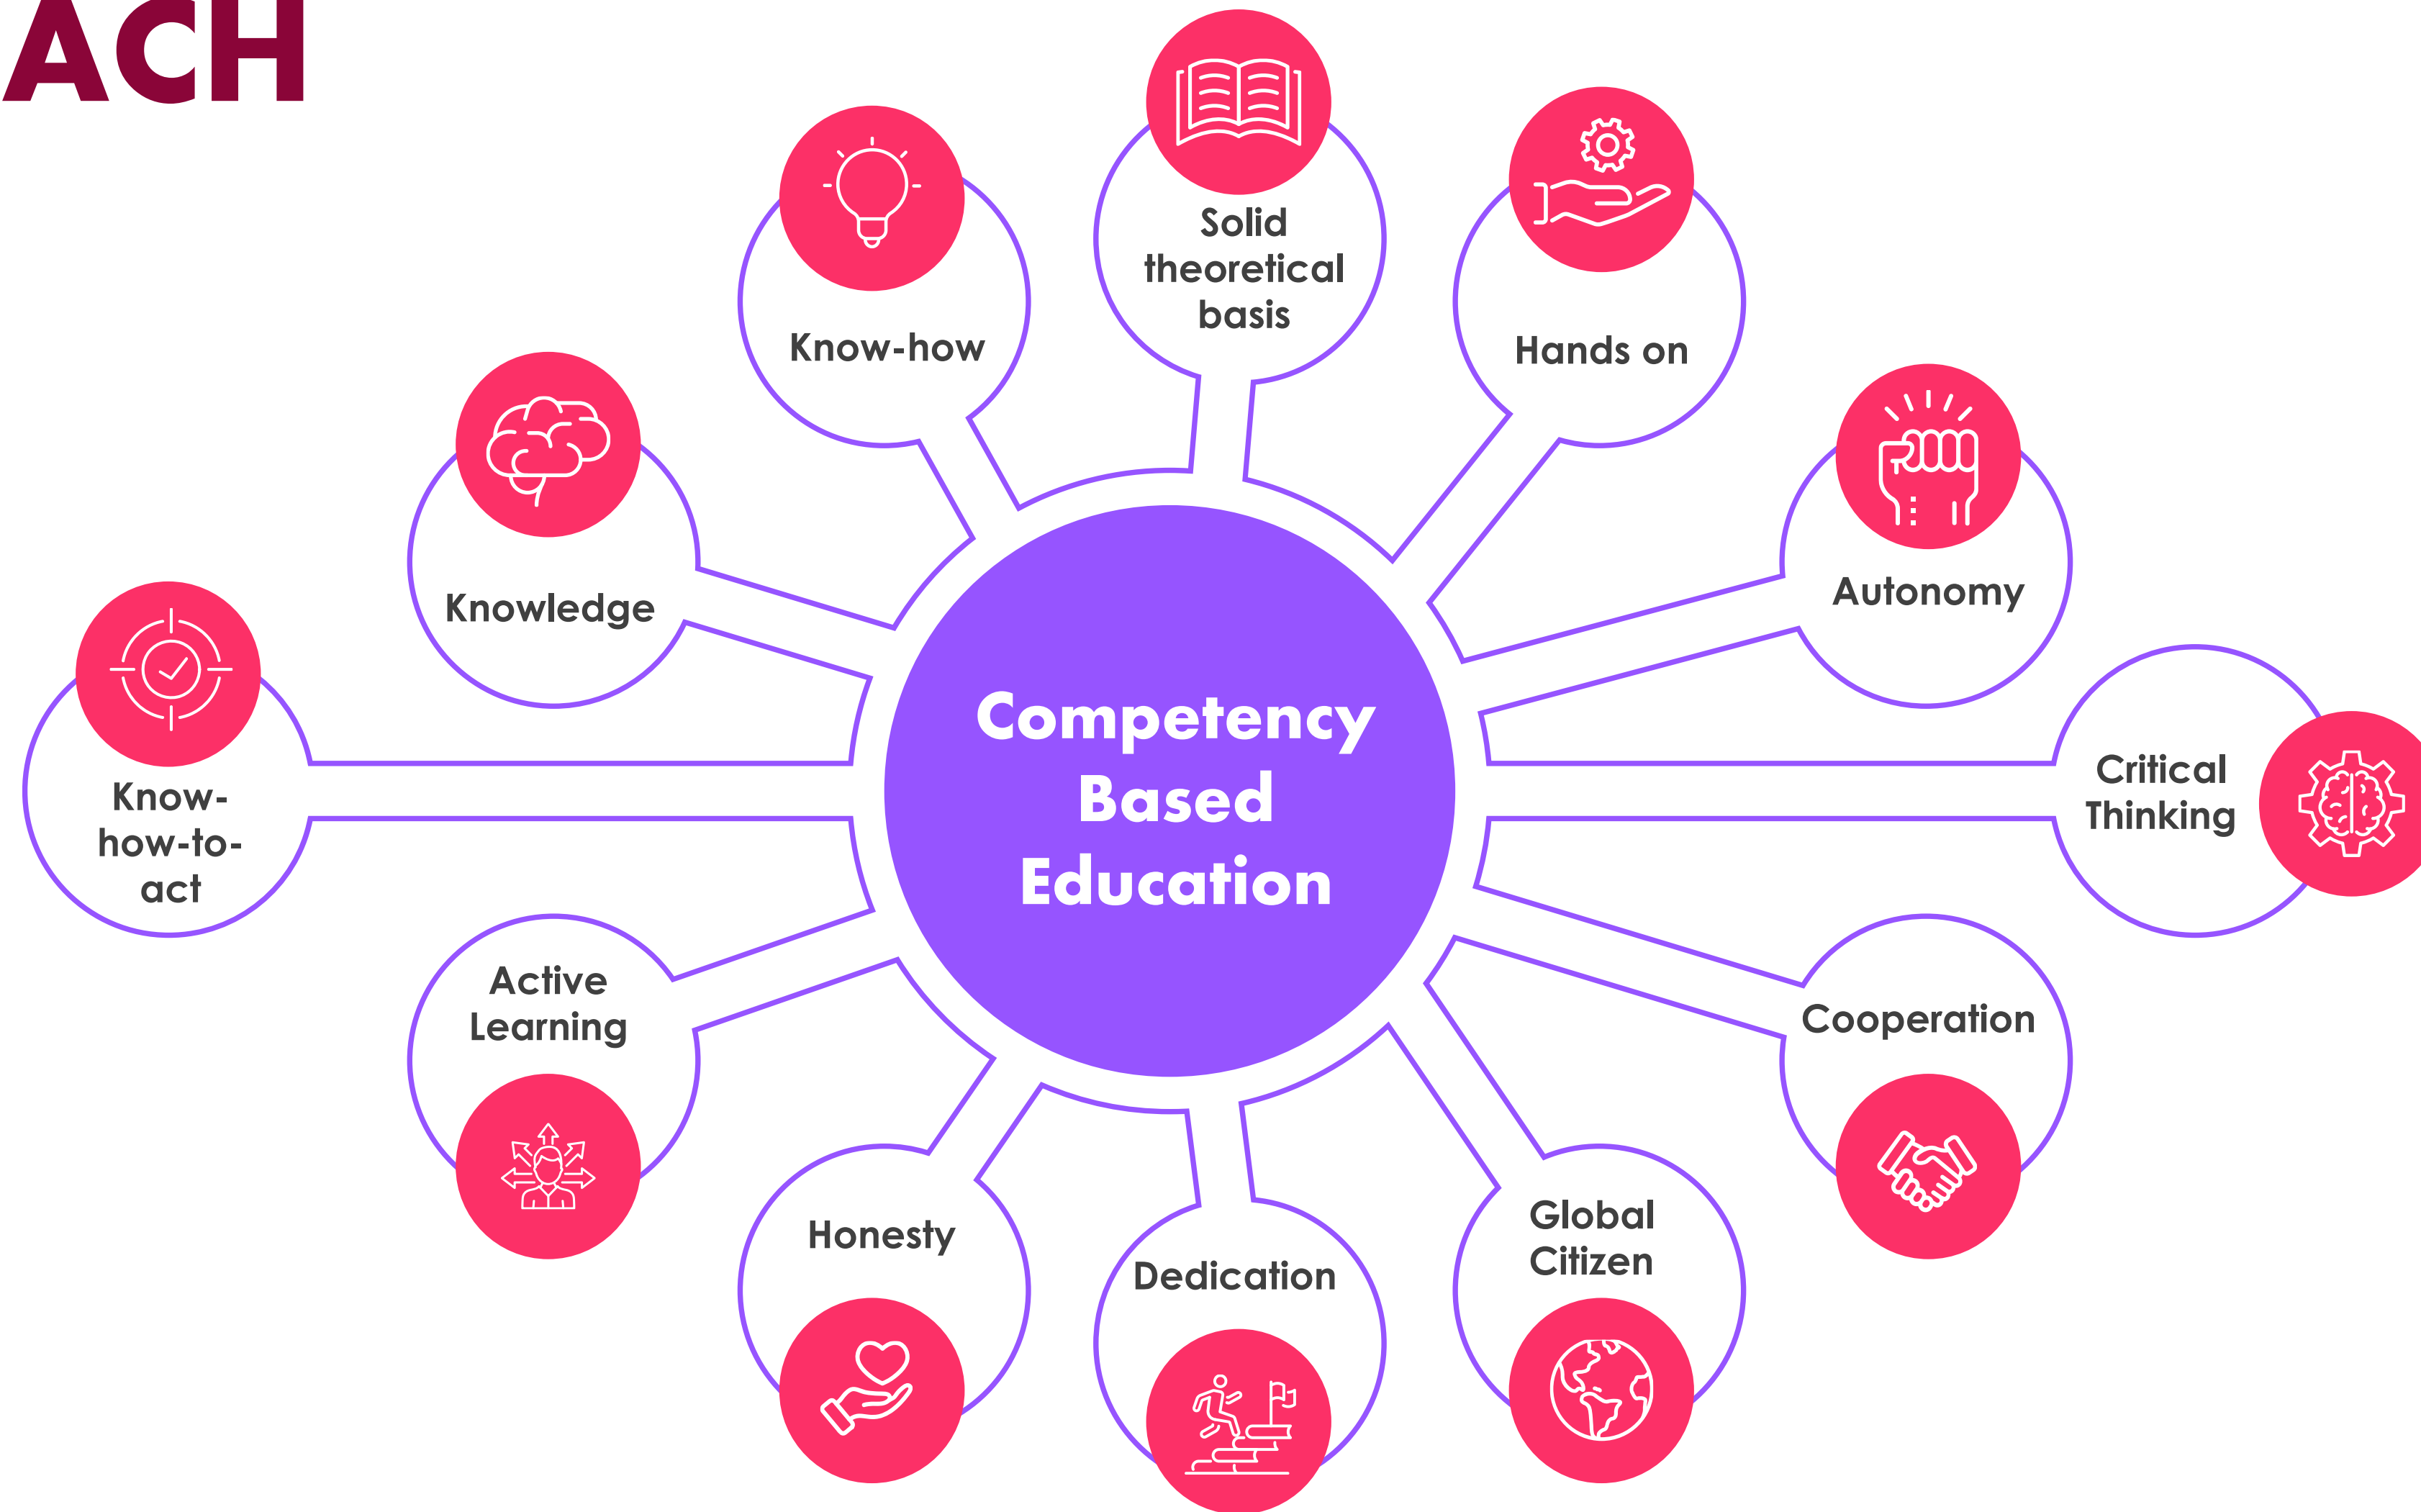 ACH
Solid
theoretical
basis
Know-how
Hands on
Knowledge
Autonomy
Know-
how-to-
act
Competency
Based
Education
Critical
Thinking
Active
Learning
Cooperation
Honesty
Dedication
Global
Citizen